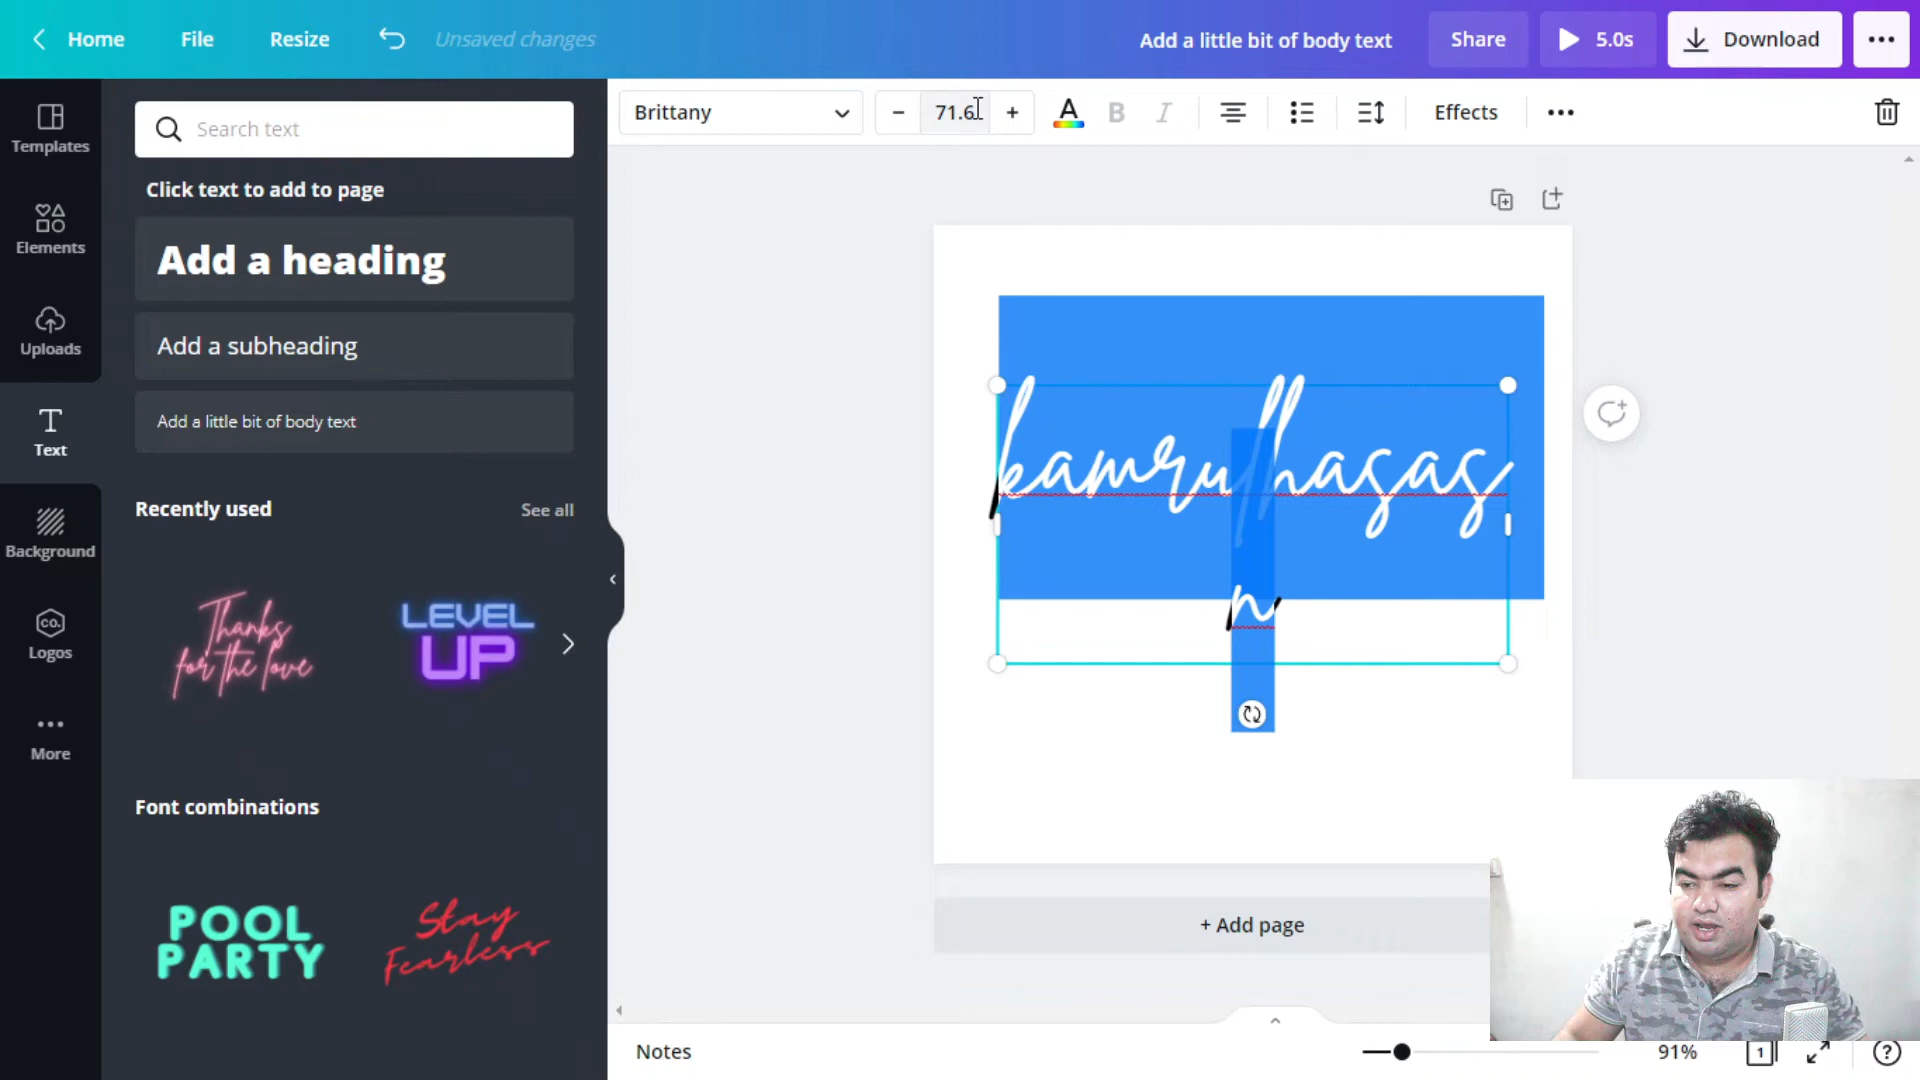 Home
File
Resize
Unsaved changes
Add a little bit of body text
Share
5.0s
Download
Templates
Elements
Uploads
Text
Background
CO.
Logos
More
Search text
Click text to add to page
Add a heading
Add a subheading
Add a little bit of body text
Recently used
See all
Thanks
for the love
LEVEL
UP
Font combinations
POOL
PARTY
Stay
Fearless
Brittany
71.6
A
B
I
Effects
kamrulhasas
n
+ Add page
Notes
91%
1
?